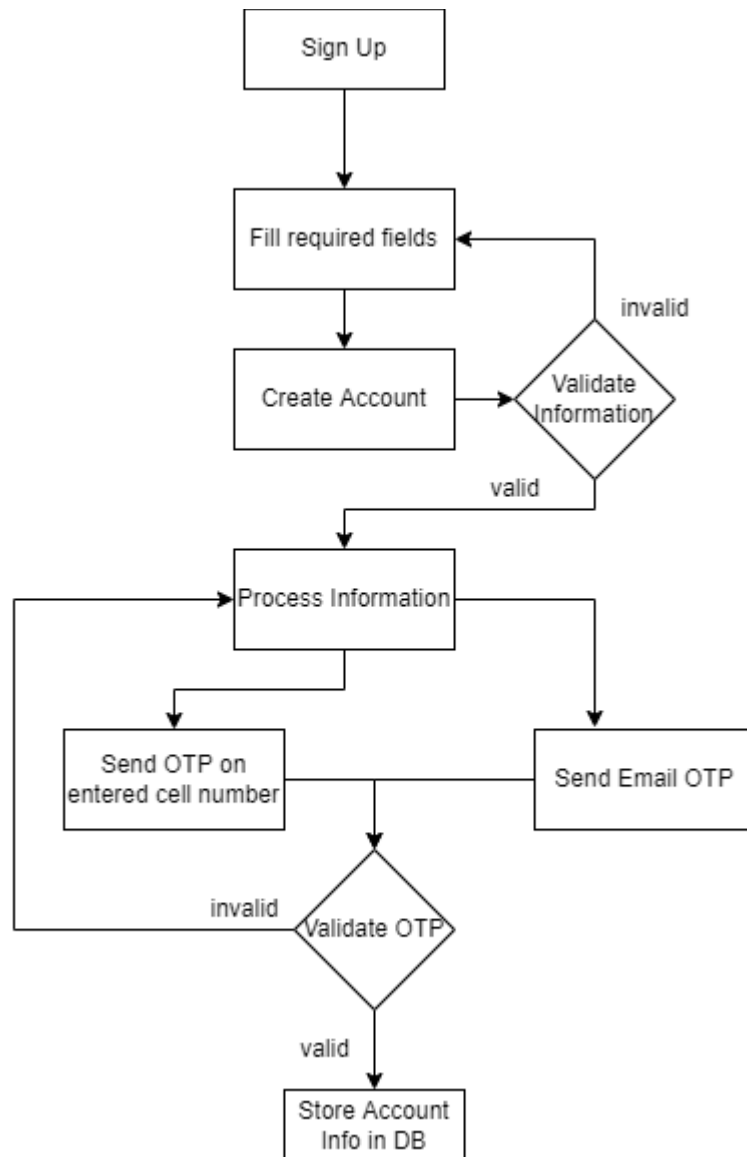 Sign Up
Fill required fields
invalid
Create Account
Validate
Information
valid
Process Information
Send OTP on
entered cell number
Send Email OTP
invalid
Validate OTP
valid
Store Account
Info in DB